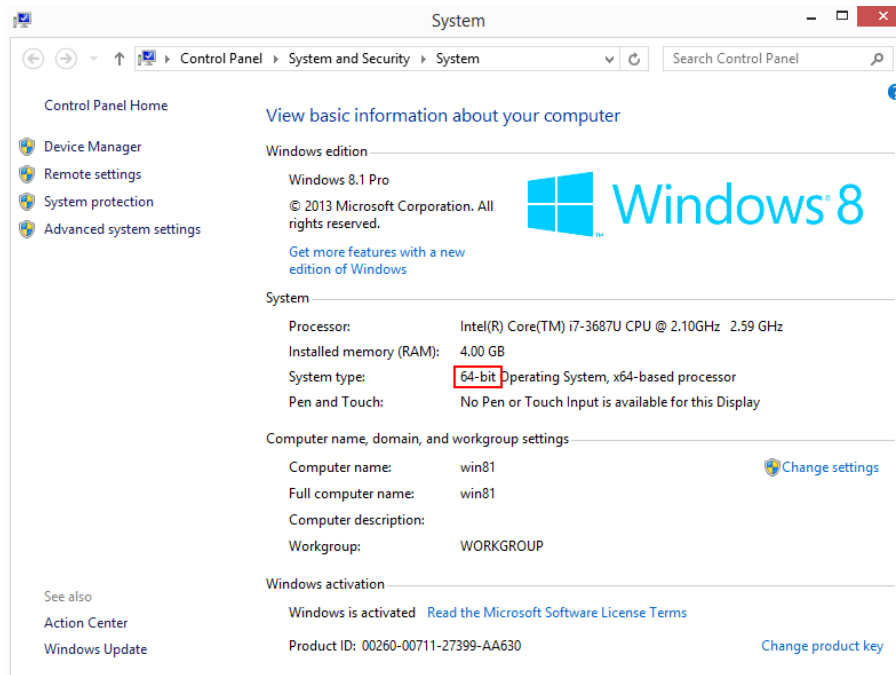 System
Control Panel System and Security System
Search Control Panel
Control Panel Home
Device Manager
Remote settings
System protection
Advanced system settings
View basic information about your computer
Windows edition
Windows 8.1 Pro
© 2013 Microsoft Corporation. All
rights reserved.
Get more features with a new
edition of Windows
Windows 8
System
Processor: Intel(R) Core(TM) i7-3687U CPU @ 2.10GHz 2.59 GHz
Installed memory (RAM): 4.00 GB
System type: 64-bit Operating System, x64-based processor
Pen and Touch: No Pen or Touch Input is available for this Display
Computer name, domain, and workgroup settings
Computer name: win81
Change settings
Full computer name: win81
Computer description:
Workgroup: WORKGROUP
Windows activation
Windows is activated Read the Microsoft Software License Terms
Product ID: 00260-00711-27399-AA630
Change product key
See also
Action Center
Windows Update